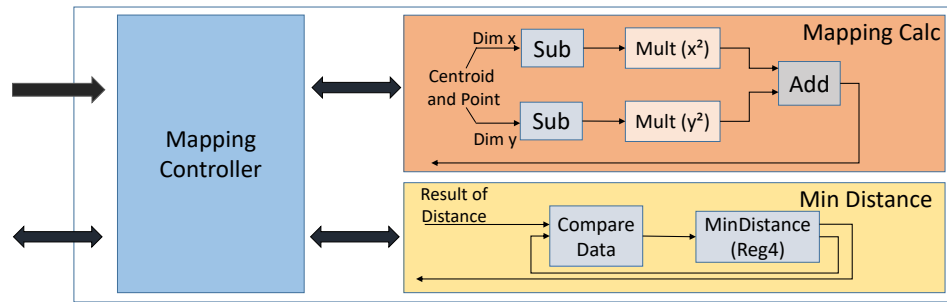 Mapping
Controller
Mapping Calc
Dim x
Sub
Mult (x²)
Centroid
and Point
Add
Sub
Mult (y²)
Dim y
Min Distance
Result of
Distance
Compare
Data
MinDistance
(Reg4)